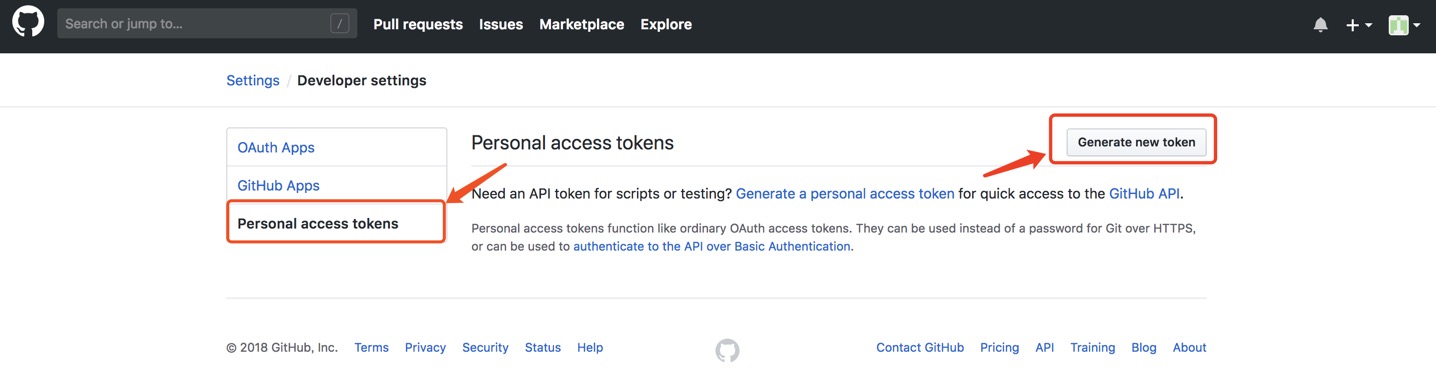 Search or jump to… / Pull requests Issues Marketplace Explore
Settings / Developer settings
OAuth Apps
GitHub Apps
Personal access tokens
Personal access tokens
Generate new token
Need an API token for scripts or testing? Generate a personal access token for quick access to the GitHub API.
Personal access tokens function like ordinary OAuth access tokens. They can be used instead of a password for Git over HTTPS,
or can be used to authenticate to the API over Basic Authentication.
© 2018 GitHub, Inc. Terms Privacy Security Status Help Contact GitHub Pricing API Training Blog About